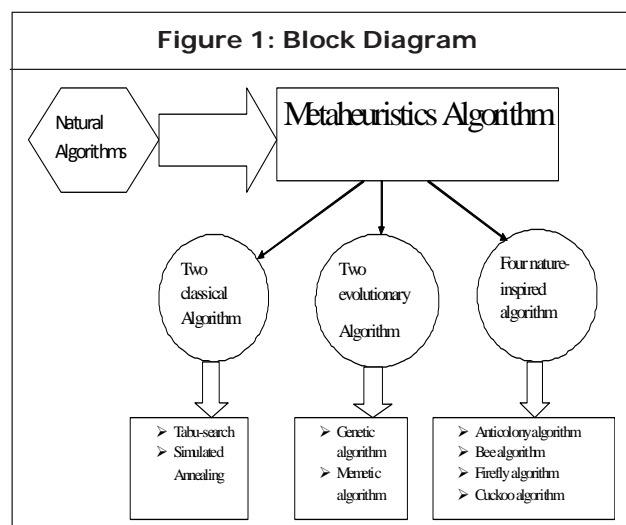 Figure 1: Block Diagram
Natural
Algorithms
Metaheuristics Algorithm
Two
classical
Algorithm
Two
evolutionary
Algorithm
Four nature-
inspired
algorithm
➢ Tabu-search
➢ Simulated
Annealing
➢ Genetic
algorithm
➢ Memetic
algorithm
➢ Anticolony algorithm
➢ Bee algorithm
➢ Firefly algorithm
➢ Cuckoo algorithm